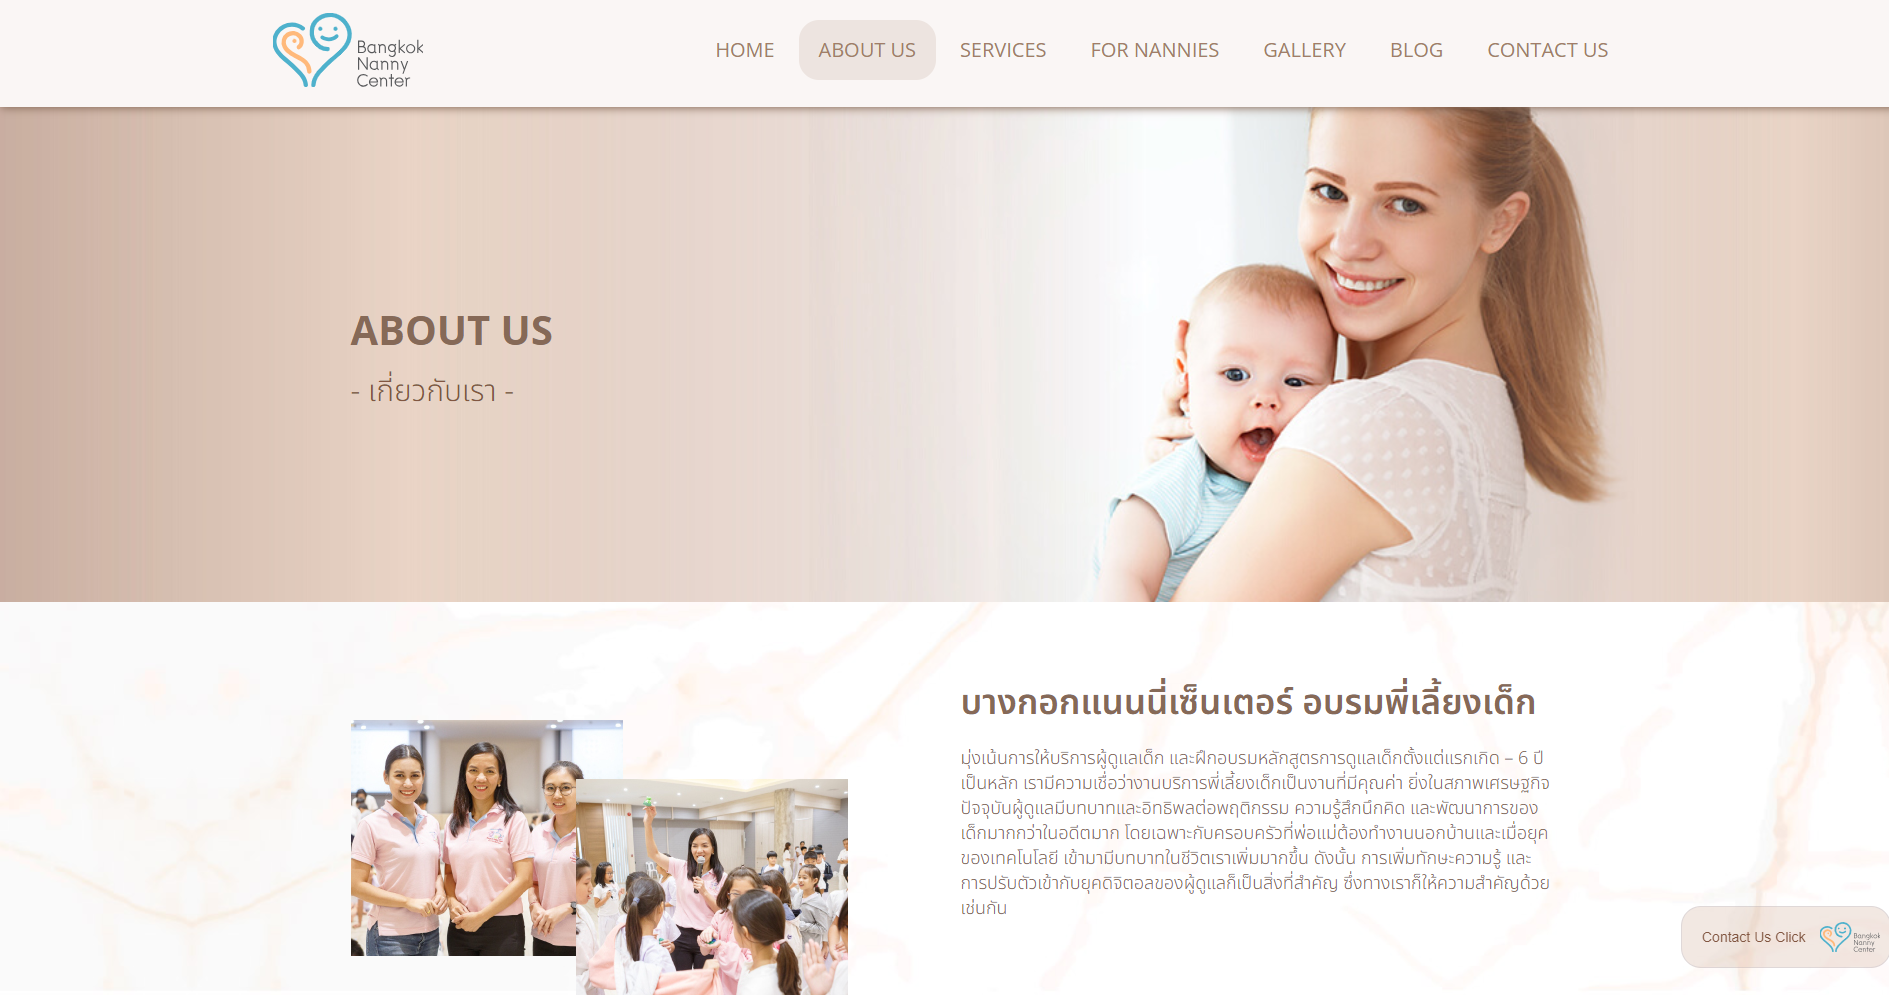 Bangkok
Nanny
Center
HOME
ABOUT US
SERVICES
FOR NANNIES
GALLERY
BLOG
CONTACT US
ABOUT US
- เกี่ยวกับเรา -
บางกอกแนนนี่เซ็นเตอร์ อบรมพี่เลี้ยงเด็ก
มุ่งเน้นการให้บริการผู้ดูแลเด็ก และฝึกอบรมหลักสูตรการดูแลเด็กตั้งแต่แรกเกิด – 6 ปี
เป็นหลัก เรามีความเชื่อว่างานบริการพี่เลี้ยงเด็กเป็นงานที่มีคุณค่า ยิ่งในสภาพเศรษฐกิจ
ปัจจุบันผู้ดูแลมีบทบาทและอิทธิพลต่อพฤติกรรม ความรู้สึกนึกคิด และพัฒนาการของ
เด็กมากกว่าในอดีตมาก โดยเฉพาะกับครอบครัวที่พ่อแม่ต้องทำงานนอกบ้านและเมื่อยุค
ของเทคโนโลยี เข้ามามีบทบาทในชีวิตเราเพิ่มมากขึ้น ดังนั้น การเพิ่มทักษะความรู้ และ
การปรับตัวเข้ากับยุคดิจิตอลของผู้ดูแลก็เป็นสิ่งที่สำคัญ ซึ่งทางเราก็ให้ความสำคัญด้วย
เช่นกัน
Contact Us Click
Bangkok
Nanny
Center